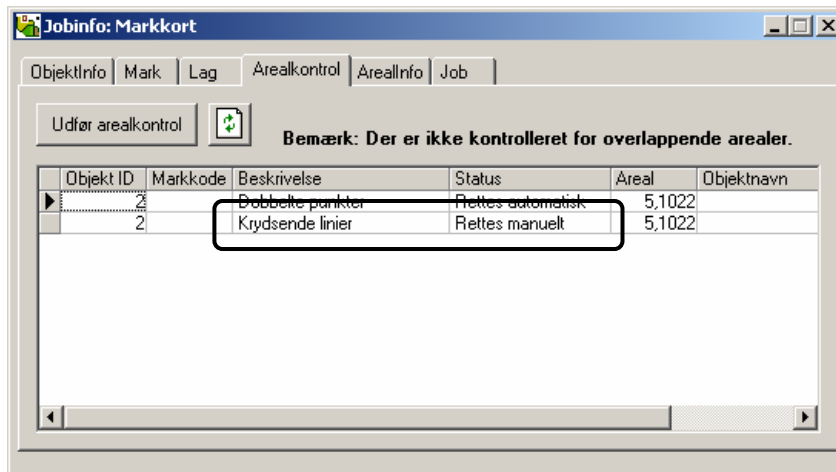 Jobinfo: Markkort
ObjektInfo Mark Lag Arealkontrol ArealInfo Job
Udfør arealkontrol
Bemærk: Der er ikke kontrolleret for overlappende arealer.
Objekt ID Markkode Beskrivelse Status Areal Objektnavn
2 Dobbelte punkter Rettes automatisk 5,1022
2 Krydsende linier Rettes manuelt 5,1022